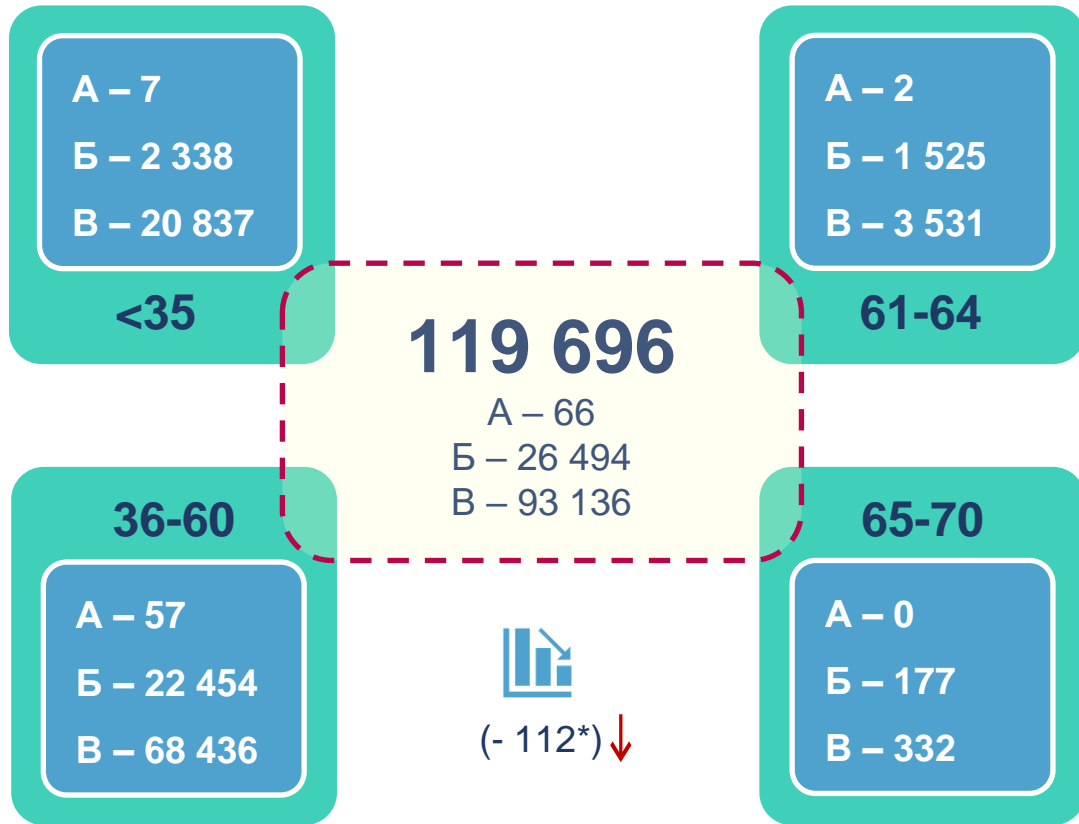 А – 7
Б – 2 338
В – 20 837
<35
А – 2
Б – 1 525
В – 3 531
61-64
119 696
А – 66
Б – 26 494
В – 93 136
36-60
А – 57
Б – 22 454
В – 68 436
65-70
А – 0
Б – 177
В – 332
(- 112*)